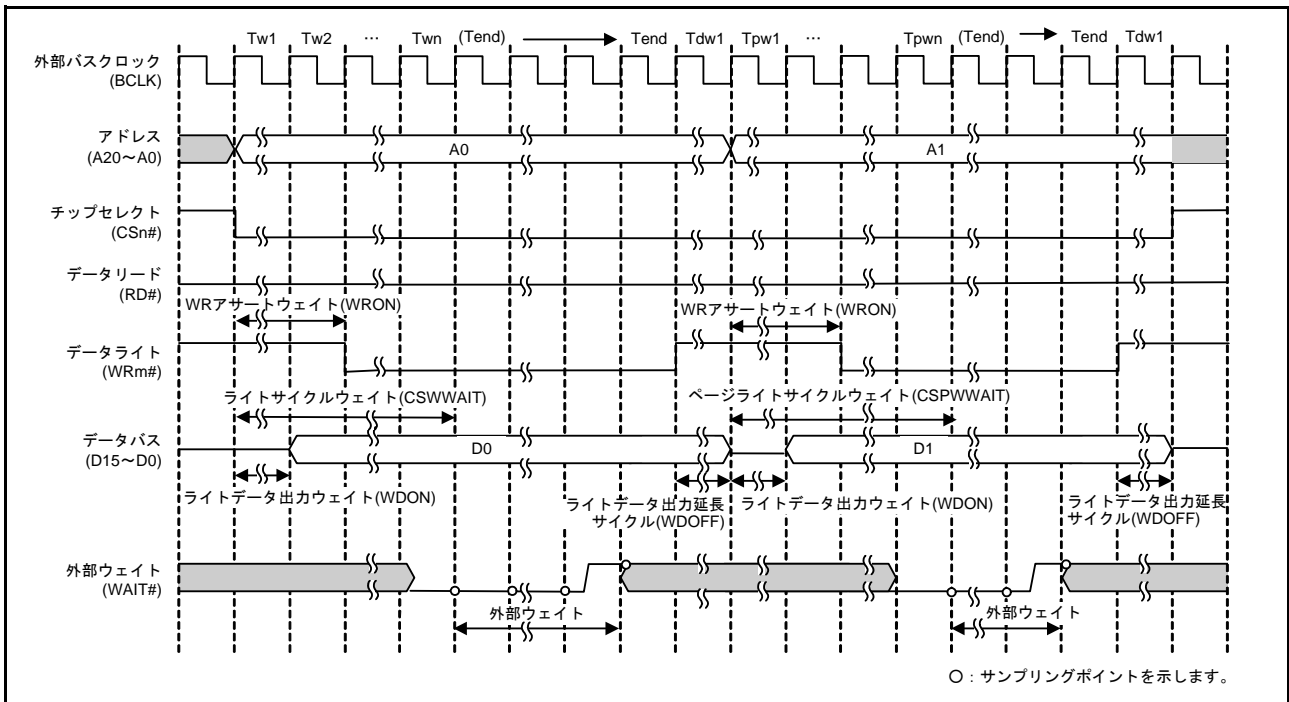 Tw1 Tw2 … Twn (Tend) Tend Tdw1 Tpw1 … Tpwn (Tend) Tend Tdw1
外部バスクロック
(BCLK)
アドレス
(A20～A0)
A0
A1
チップセレクト
(CSn#)
データリード
(RD#)
WRアサートウェイト(WRON)
WRアサートウェイト(WRON)
データライト
(WRm#)
ライトサイクルウェイト(CSWWAIT)
ページライトサイクルウェイト(CSPWWAIT)
データバス
(D15～D0)
D0
D1
ライトデータ出力ウェイト(WDON)
ライトデータ出力延長
サイクル(WDOFF)
ライトデータ出力ウェイト(WDON)
ライトデータ出力延長
サイクル(WDOFF)
外部ウェイト
(WAIT#)
外部ウェイト
外部ウェイト
○：サンプリングポイントを示します。